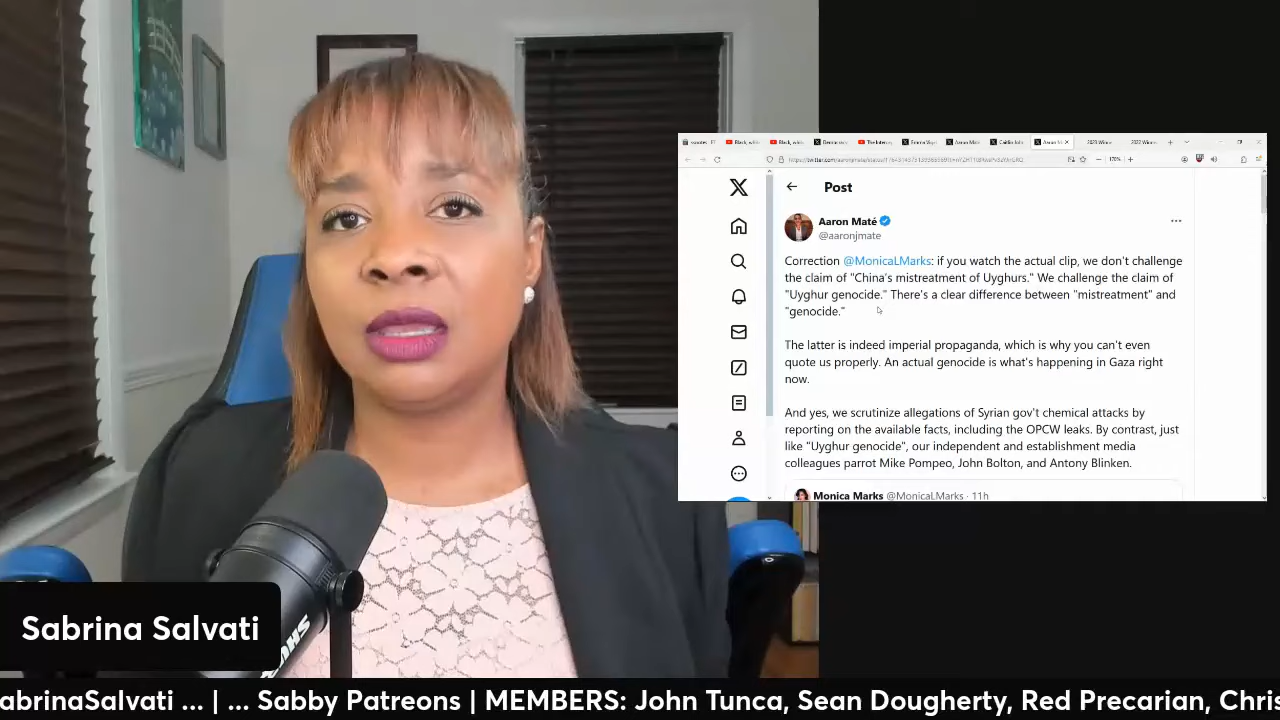 Post
Aaron Maté
@aaronjmate
Correction @MonicaLMarks: if you watch the actual clip, we don't challenge
the claim of "China's mistreatment of Uyghurs." We challenge the claim of
"Uyghur genocide." There's a clear difference between "mistreatment" and
"genocide."
The latter is indeed imperial propaganda, which is why you can't even
quote us properly. An actual genocide is what's happening in Gaza right
now.
And yes, we scrutinize allegations of Syrian gov't chemical attacks by
reporting on the available facts, including the OPCW leaks. By contrast, just
like "Uyghur genocide", our independent and establishment media
colleagues parrot Mike Pompeo, John Bolton, and Antony Blinken.
Monica Marks @MonicaLMarks · 11h
Sabrina Salvati
abrinaSalvati ... | ... Sabby Patreons | MEMBERS: John Tunca, Sean Dougherty, Red Precarian, Chris